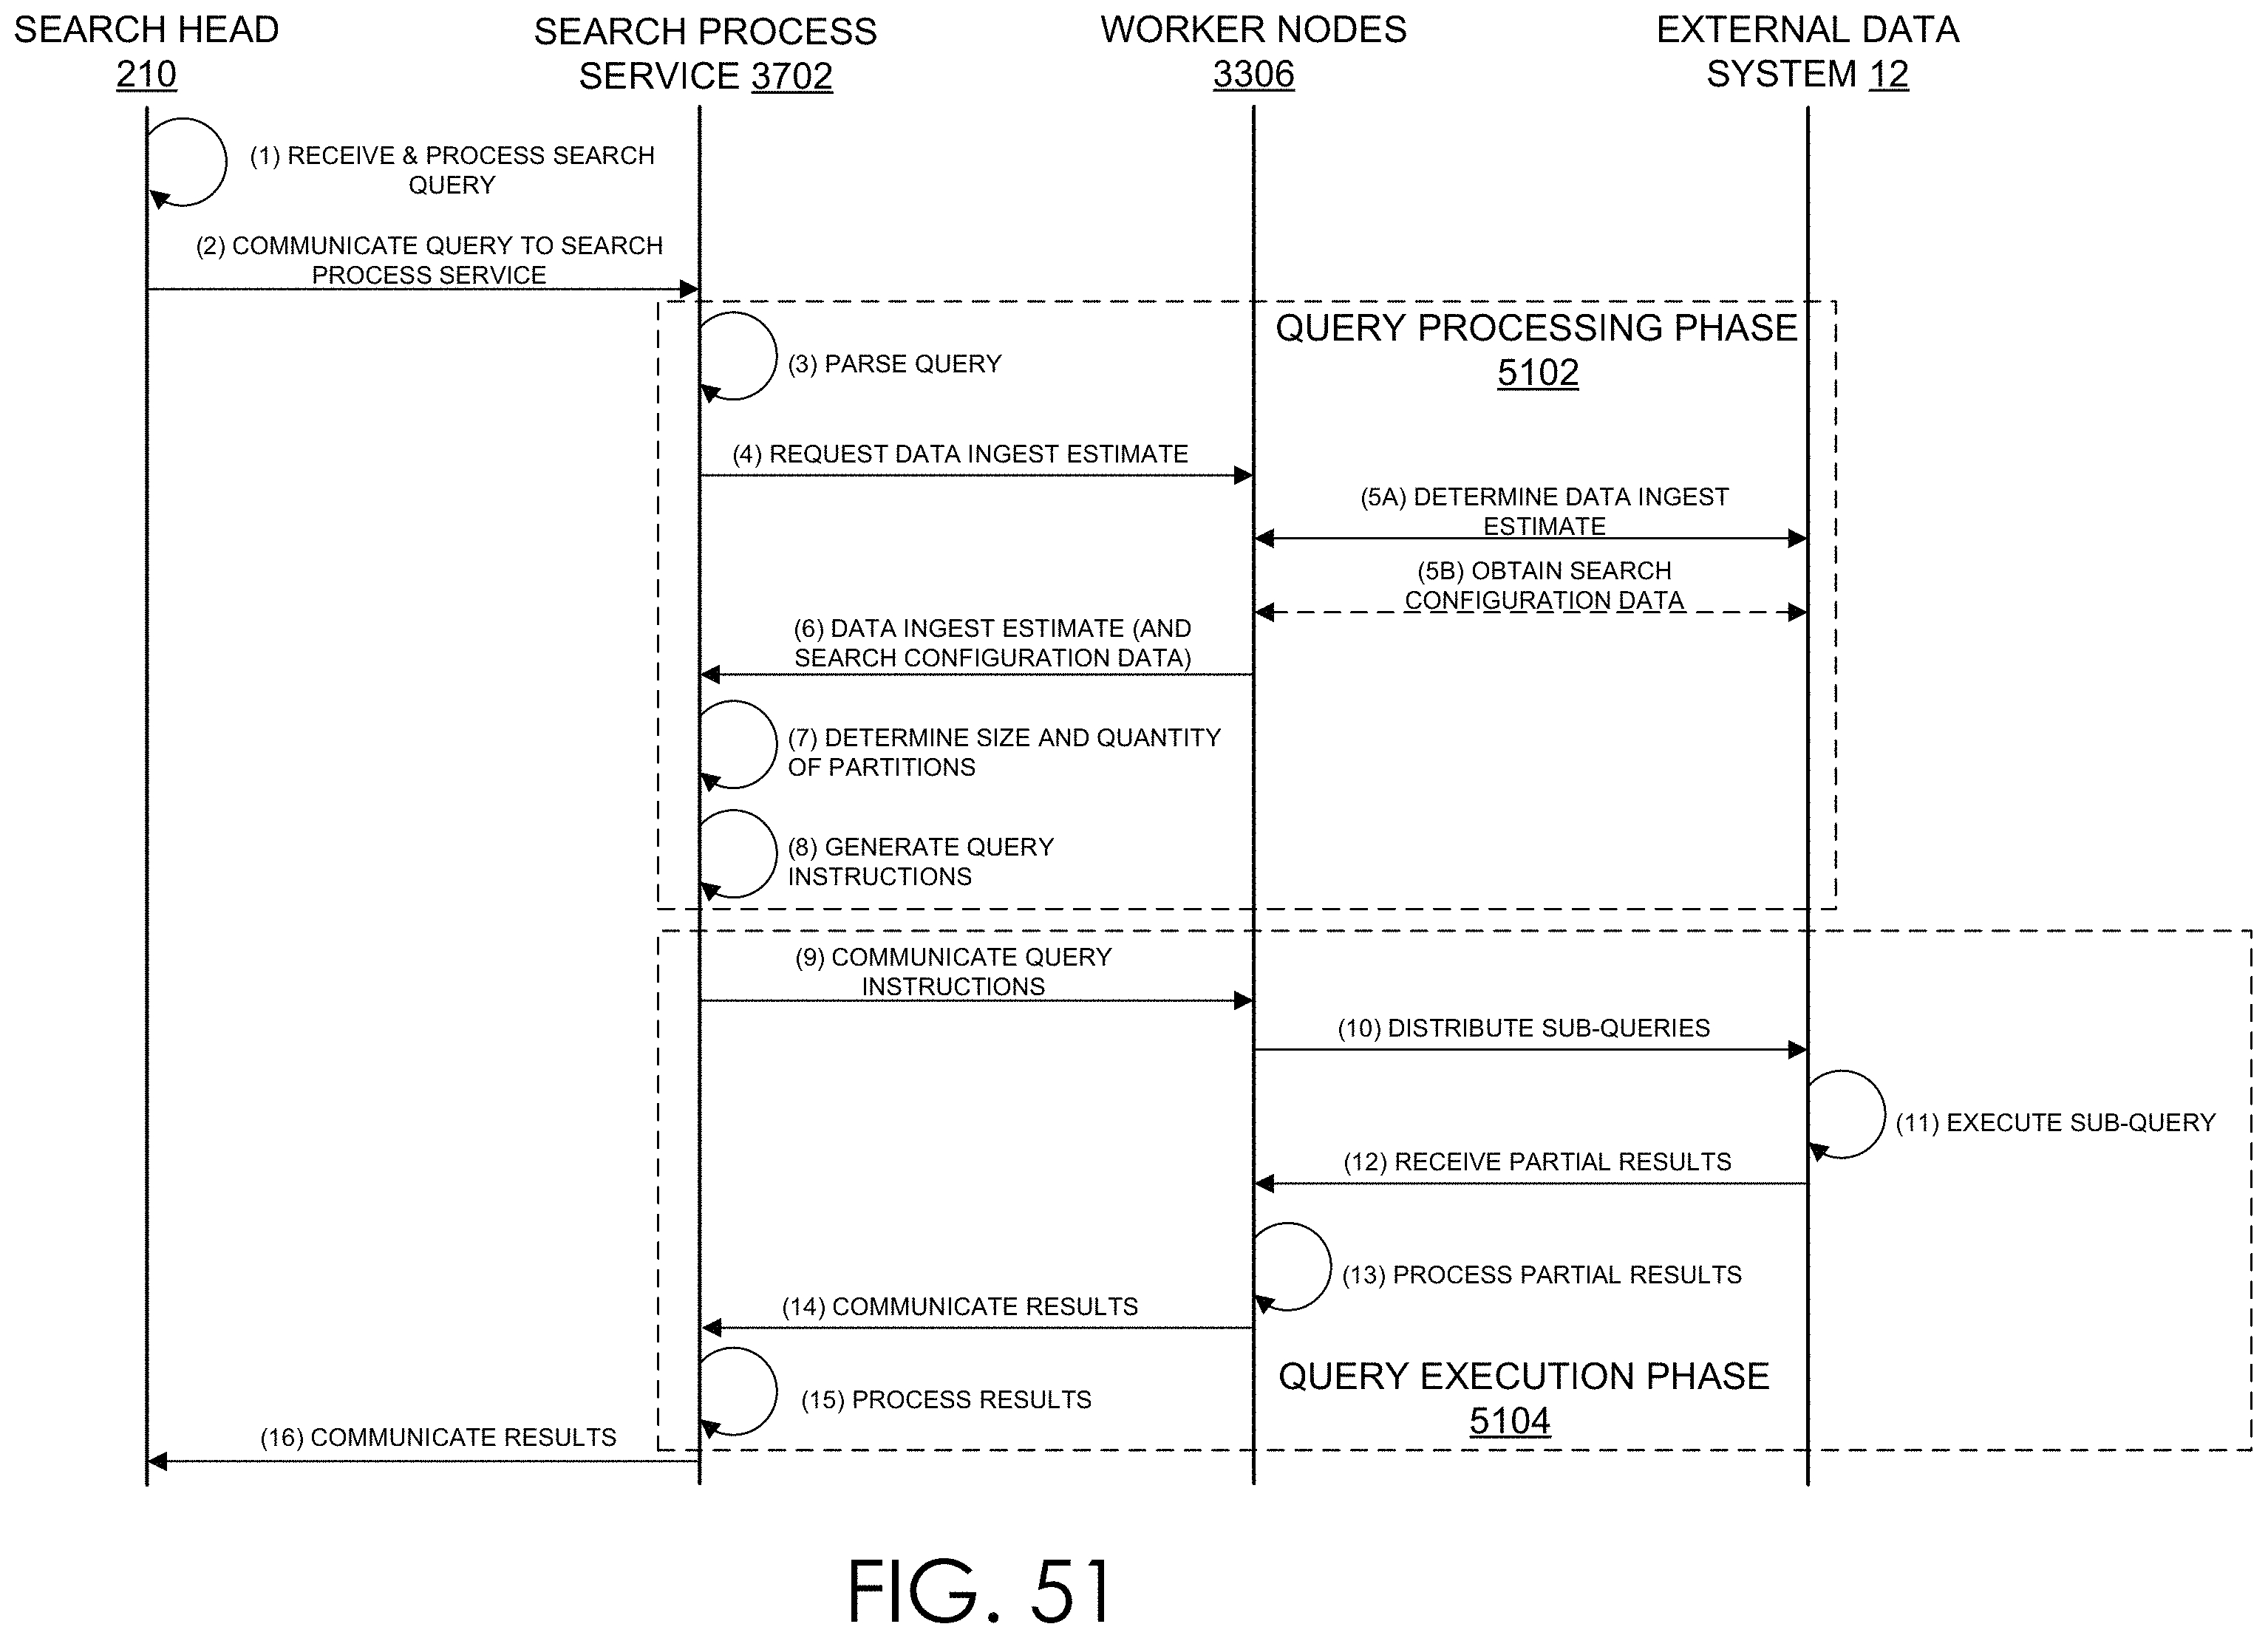 SEARCH HEAD
210
SEARCH PROCESS
SERVICE 3702
WORKER NODES
3306
EXTERNAL DATA
SYSTEM 12
(1) RECEIVE & PROCESS SEARCH
QUERY
(2) COMMUNICATE QUERY TO SEARCH
PROCESS SERVICE
QUERY PROCESSING PHASE
5102
(3) PARSE QUERY
(4) REQUEST DATA INGEST ESTIMATE
(5A) DETERMINE DATA INGEST
ESTIMATE
(5B) OBTAIN SEARCH
CONFIGURATION DATA
(6) DATA INGEST ESTIMATE (AND
SEARCH CONFIGURATION DATA)
(7) DETERMINE SIZE AND QUANTITY
OF PARTITIONS
(8) GENERATE QUERY
INSTRUCTIONS
(9) COMMUNICATE QUERY
INSTRUCTIONS
(10) DISTRIBUTE SUB-QUERIES
(11) EXECUTE SUB-QUERY
(12) RECEIVE PARTIAL RESULTS
(13) PROCESS PARTIAL RESULTS
(14) COMMUNICATE RESULTS
QUERY EXECUTION PHASE
5104
(15) PROCESS RESULTS
(16) COMMUNICATE RESULTS
FIG. 51